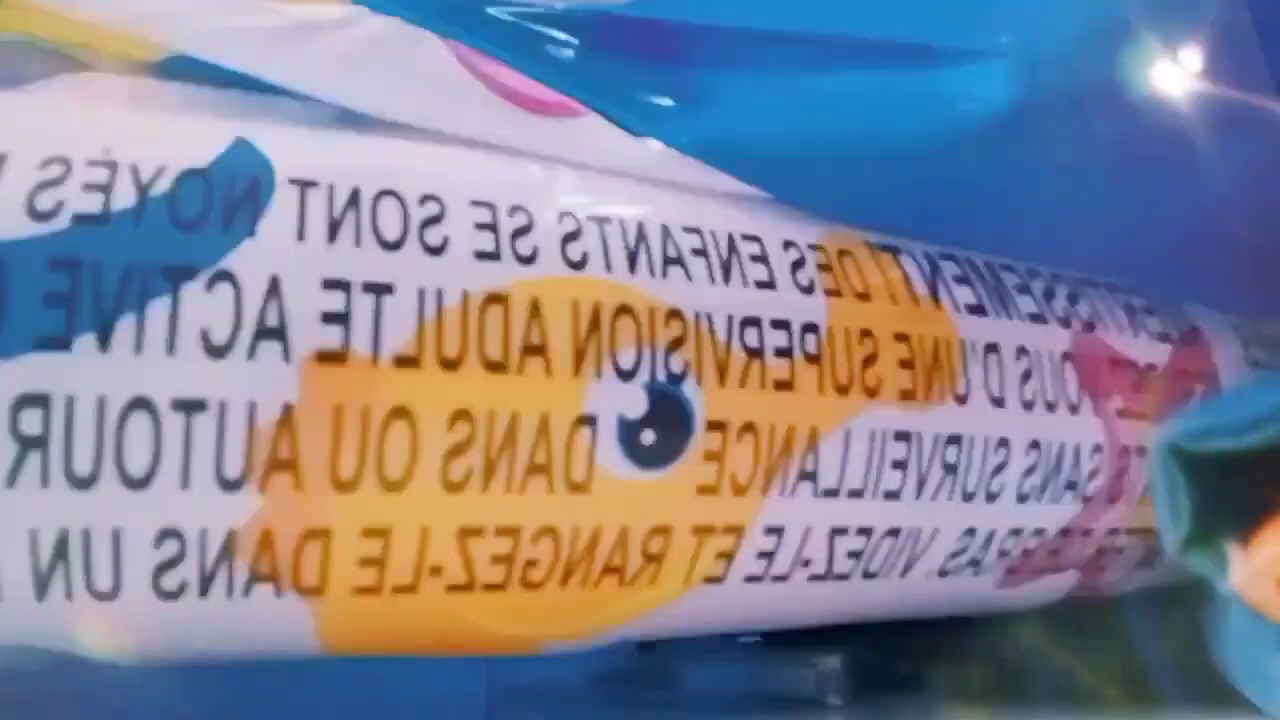 AVERTISSEMENT! DES ENFANTS SE SONT NOYÉS
D'UNE SUPERVISION ADULTE ACTIVE
SANS SURVEILLANCE DANS OU AUTOUR
PAS. VIDEZ-LE ET RANGEZ-LE DANS UN